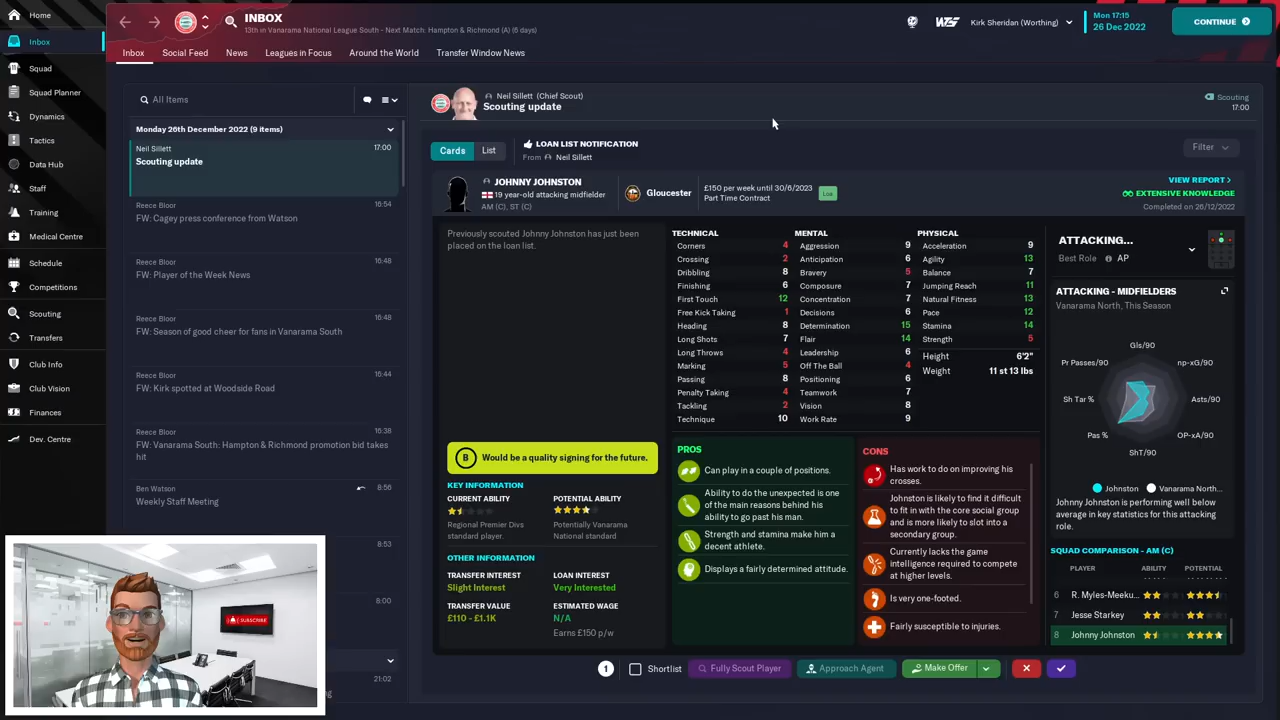 Home
INBOX
13th in Vanarama National League South - Next Match: Hampton & Richmond (A) (6 days)
Kirk Sheridan (Worthing)
Mon 17:15
26 Dec 2022
CONTINUE
Inbox
Social Feed
News
Leagues in Focus
Around the World
Transfer Window News
Inbox
Squad
Squad Planner
Dynamics
Tactics
Data Hub
Staff
Training
Medical Centre
Schedule
Competitions
Scouting
Transfers
Club Info
Club Vision
Finances
Dev. Centre
All Items
Monday 26th December 2022 (9 items)
Neil Sillett 17:00
Scouting update
Reece Bloor 16:54
FW: Cagey press conference from Watson
Reece Bloor 16:48
FW: Player of the Week News
Reece Bloor 16:48
FW: Season of good cheer for fans in Vanarama South
Reece Bloor 16:44
FW: Kirk spotted at Woodside Road
Reece Bloor 16:38
FW: Vanarama South: Hampton & Richmond promotion bid takes
hit
Ben Watson 8:56
Weekly Staff Meeting
8:53
8:00
21:02
SUBSCRIBE
Neil Sillett (Chief Scout)
Scouting update
Scouting
17:00
Cards
List
LOAN LIST NOTIFICATION
From Neil Sillett
Filter
JOHNNY JOHNSTON
19 year-old attacking midfielder
AM (C), ST (C)
Gloucester
£150 per week until 30/6/2023
Part Time Contract
Loa
VIEW REPORT >
EXTENSIVE KNOWLEDGE
Completed on 26/12/2022
Previously scouted Johnny Johnston has just been
placed on the loan list.
B Would be a quality signing for the future.
KEY INFORMATION
CURRENT ABILITY
POTENTIAL ABILITY
Regional Premier Divs
standard player.
Potentially Vanarama
National standard
OTHER INFORMATION
TRANSFER INTEREST
Slight Interest
LOAN INTEREST
Very Interested
TRANSFER VALUE
£110 - £1.1K
ESTIMATED WAGE
N/A
Earns £150 p/w
TECHNICAL
Corners 4
Crossing 2
Dribbling 8
Finishing 6
First Touch 12
Free Kick Taking 1
Heading 8
Long Shots 7
Long Throws 4
Marking 5
Passing 8
Penalty Taking 4
Tackling 2
Technique 10
MENTAL
Aggression 9
Anticipation 6
Bravery 5
Composure 7
Concentration 7
Decisions 6
Determination 15
Flair 14
Leadership 6
Off The Ball 4
Positioning 6
Teamwork 7
Vision 8
Work Rate 9
PHYSICAL
Acceleration 9
Agility 13
Balance 7
Jumping Reach 11
Natural Fitness 13
Pace 12
Stamina 14
Strength 5
Height 6'2"
Weight 11 st 13 lbs
PROS
Can play in a couple of positions.
Ability to do the unexpected is one
of the main reasons behind his
ability to go past his man.
Strength and stamina make him a
decent athlete.
Displays a fairly determined attitude.
CONS
Has work to do on improving his
crosses.
Johnston is likely to find it difficult
to fit in with the core social group
and is more likely to slot into a
secondary group.
Currently lacks the game
intelligence required to compete
at higher levels.
Is very one-footed.
Fairly susceptible to injuries.
ATTACKING...
Best Role AP
ATTACKING - MIDFIELDERS
Vanarama North, This Season
Gls/90
Pr Passes/90
np-xG/90
Sh Tar %
Asts/90
Pas %
OP-xA/90
ShT/90
Johnston
Vanarama North...
Johnny Johnston is performing well below
average in key statistics for this attacking
role.
SQUAD COMPARISON - AM (C)
PLAYER ABILITY POTENTIAL
6 R. Myles-Meeku...
7 Jesse Starkey
8 Johnny Johnston
1
Shortlist
Fully Scout Player
Approach Agent
Make Offer